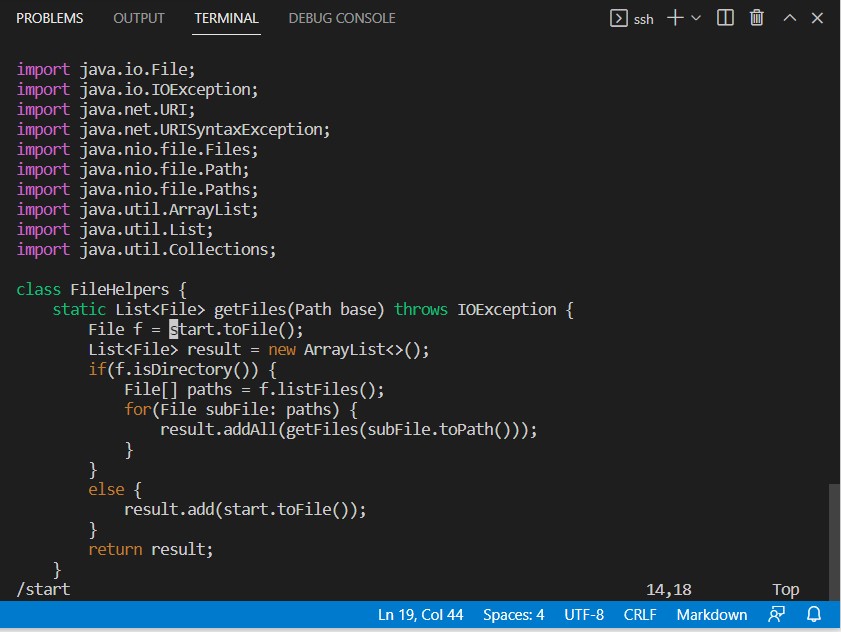 PROBLEMS OUTPUT TERMINAL DEBUG CONSOLE ssh
import java.io.File;
import java.io.IOException;
import java.net.URI;
import java.net.URISyntaxException;
import java.nio.file.Files;
import java.nio.file.Path;
import java.nio.file.Paths;
import java.util.ArrayList;
import java.util.List;
import java.util.Collections;
class FileHelpers {
    static List<File> getFiles(Path base) throws IOException {
        File f = start.toFile();
        List<File> result = new ArrayList<>();
        if(f.isDirectory()) {
            File[] paths = f.listFiles();
            for(File subFile: paths) {
                result.addAll(getFiles(subFile.toPath()));
            }
        }
        else {
            result.add(start.toFile());
        }
        return result;
    }
/start 14,18 Top
Ln 19, Col 44 Spaces: 4 UTF-8 CRLF Markdown